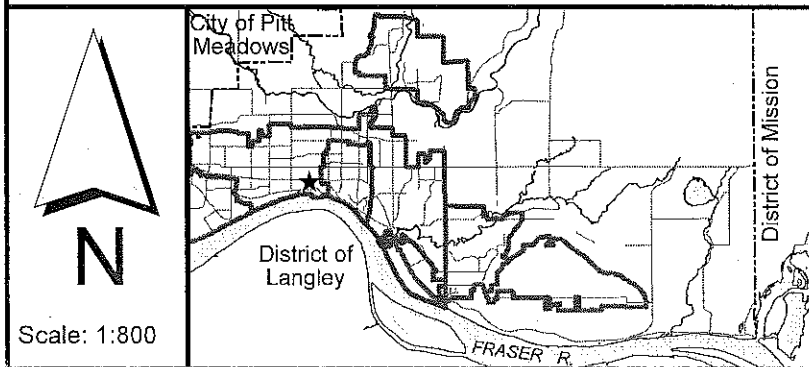 N
Scale: 1:800
City of Pitt
Meadows
District of
Langley
FRASER R.
District of Mission